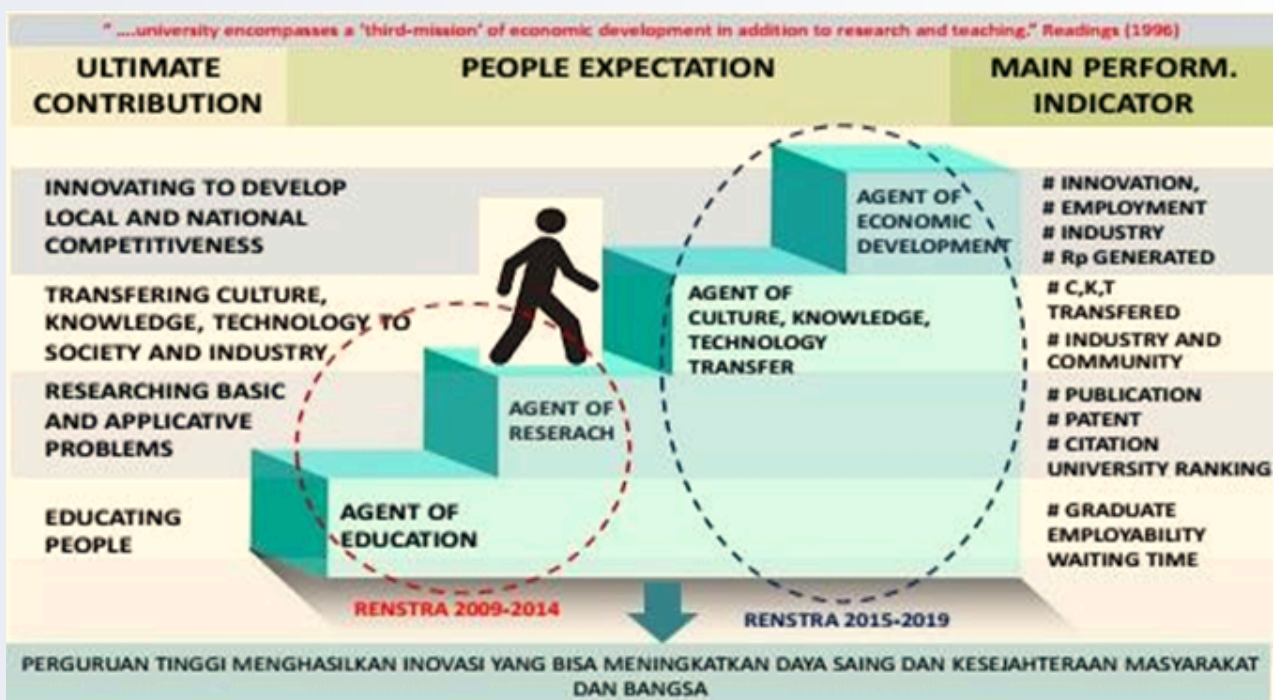 “ ....university encompasses a ‘third-mission’ of economic development in addition to research and teaching.” Readings (1996)
ULTIMATE
CONTRIBUTION
PEOPLE EXPECTATION
MAIN PERFORM.
INDICATOR
INNOVATING TO DEVELOP
LOCAL AND NATIONAL
COMPETITIVENESS
AGENT OF
ECONOMIC
DEVELOPMENT
# INNOVATION,
# EMPLOYMENT
# INDUSTRY
# Rp GENERATED
TRANSFERING CULTURE,
KNOWLEDGE, TECHNOLOGY TO
SOCIETY AND INDUSTRY
AGENT OF
CULTURE, KNOWLEDGE,
TECHNOLOGY
TRANSFER
# C,K,T
TRANSFERED
# INDUSTRY AND
COMMUNITY
RESEARCHING BASIC
AND APPLICATIVE
PROBLEMS
AGENT OF
RESERACH
# PUBLICATION
# PATENT
# CITATION
UNIVERSITY RANKING
EDUCATING
PEOPLE
AGENT OF
EDUCATION
# GRADUATE
EMPLOYABILITY
WAITING TIME
RENSTRA 2009-2014
RENSTRA 2015-2019
PERGURUAN TINGGI MENGHASILKAN INOVASI YANG BISA MENINGKATKAN DAYA SAING DAN KESEJAHTERAAN MASYARAKAT
DAN BANGSA